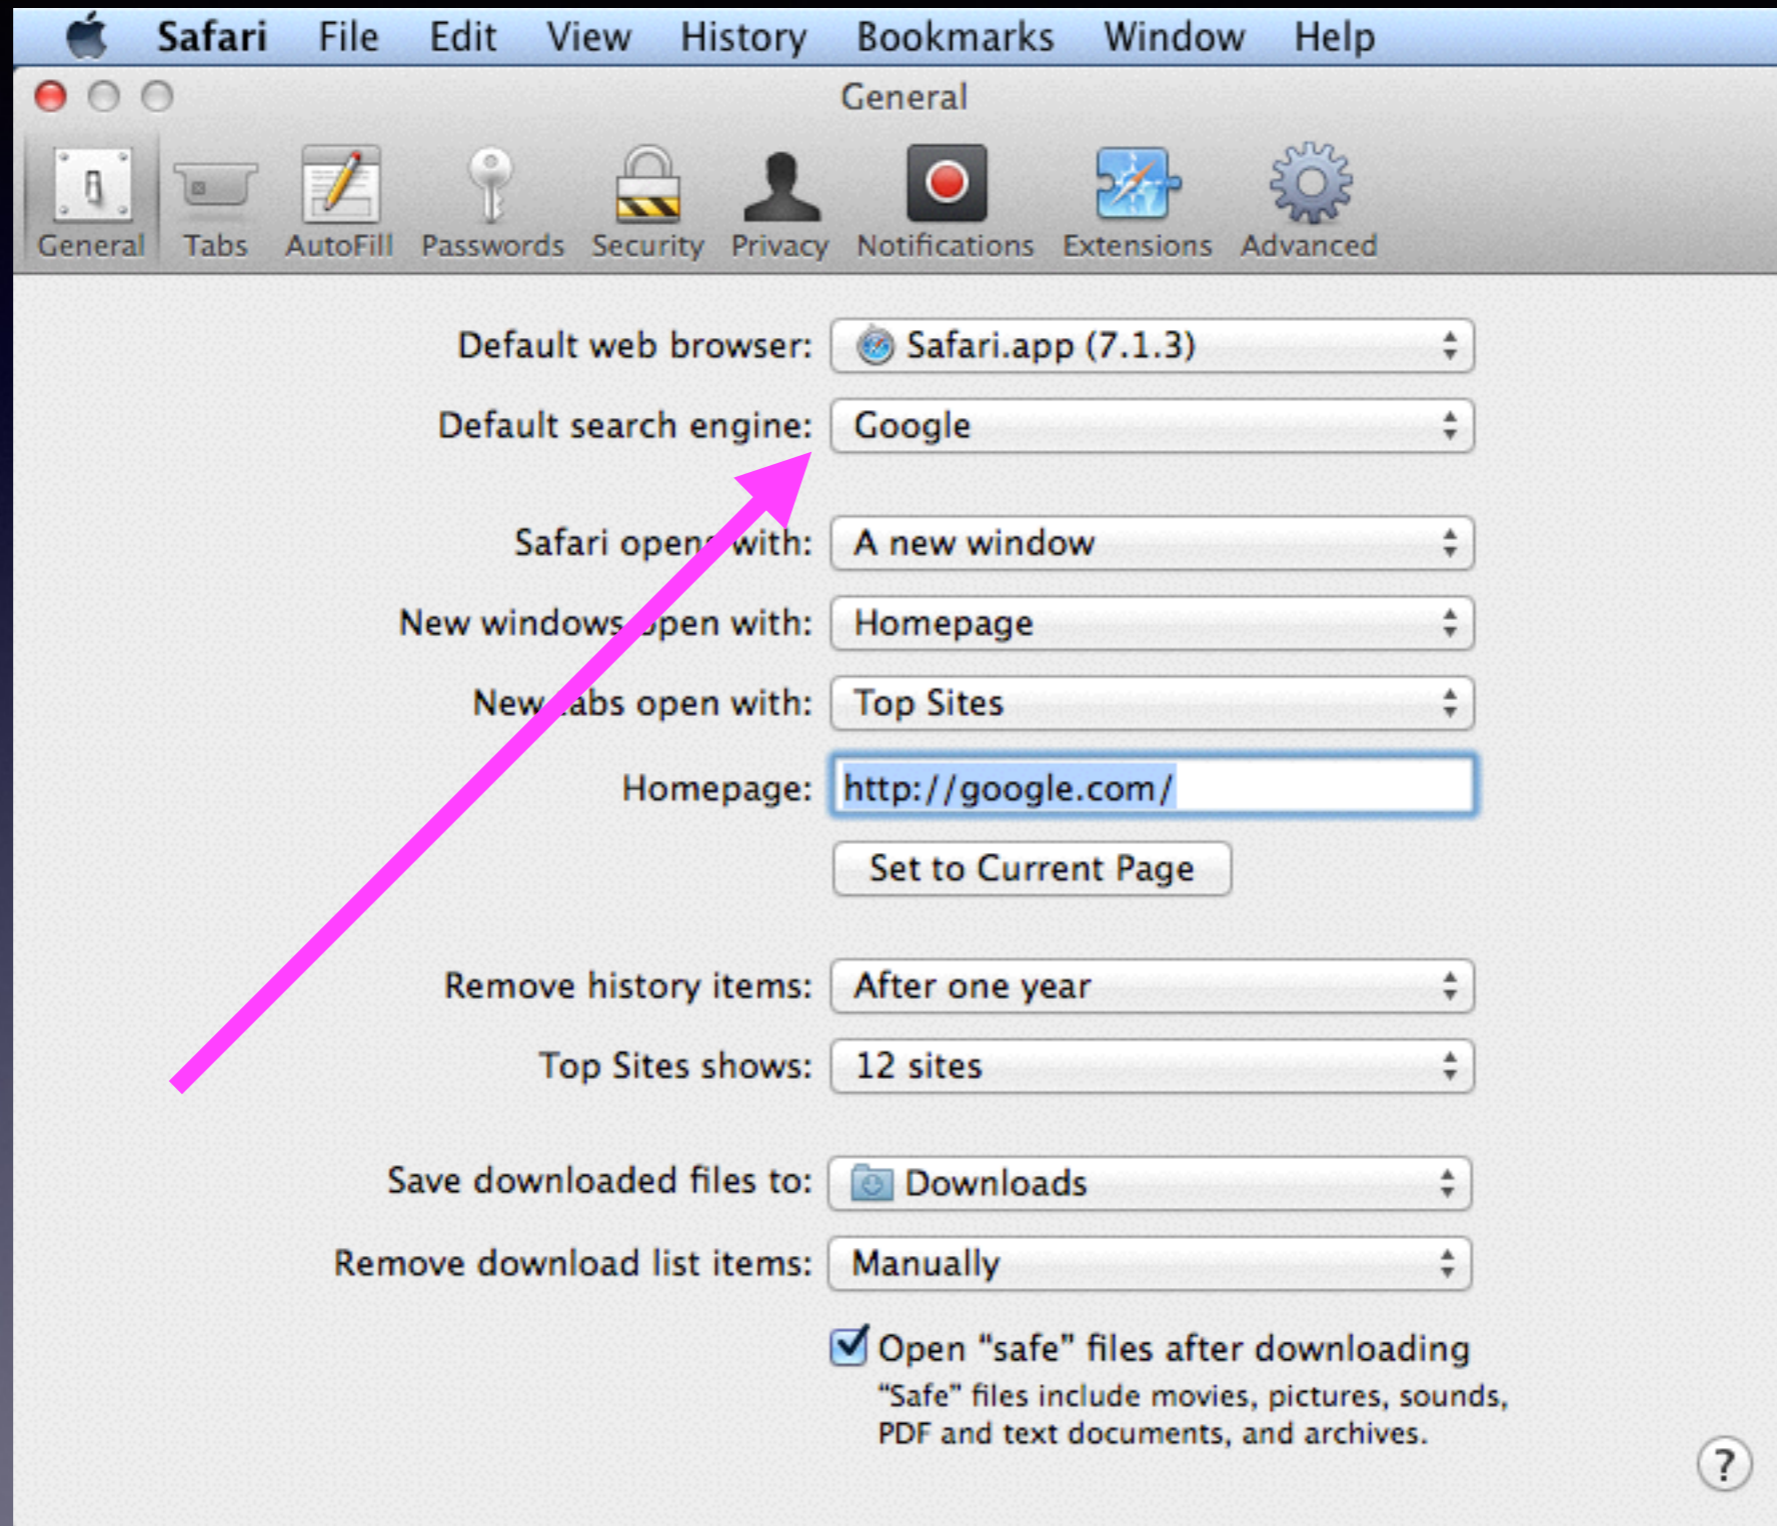 Safari File Edit View History Bookmarks Window Help
General
General Tabs AutoFill Passwords Security Privacy Notifications Extensions Advanced
Default web browser: Safari.app (7.1.3)
Default search engine: Google
Safari opens with: A new window
New windows open with: Homepage
New tabs open with: Top Sites
Homepage: http://google.com/
Set to Current Page
Remove history items: After one year
Top Sites shows: 12 sites
Save downloaded files to: Downloads
Remove download list items: Manually
Open “safe” files after downloading
“Safe” files include movies, pictures, sounds,
PDF and text documents, and archives.
?